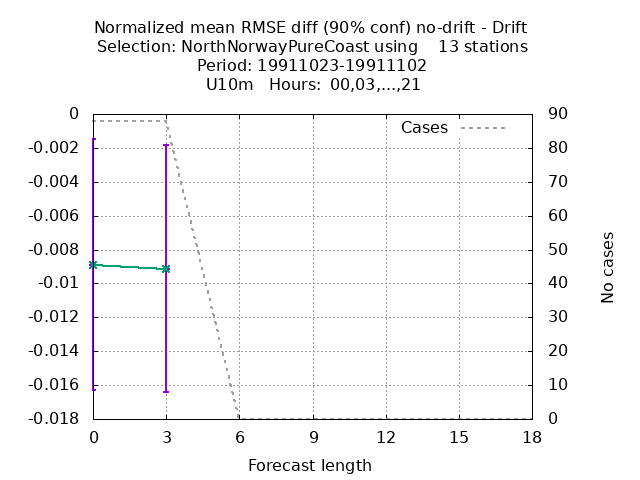 Normalized mean RMSE diff (90% conf) no-drift - Drift
Selection: NorthNorwayPureCoast using    13 stations
Period: 19911023-19911102
U10m   Hours:  00,03,...,21
Cases
0
-0.002
-0.004
-0.006
-0.008
-0.01
-0.012
-0.014
-0.016
-0.018
90
80
70
60
50
40
30
20
10
0
No cases
0 3 6 9 12 15 18
Forecast length